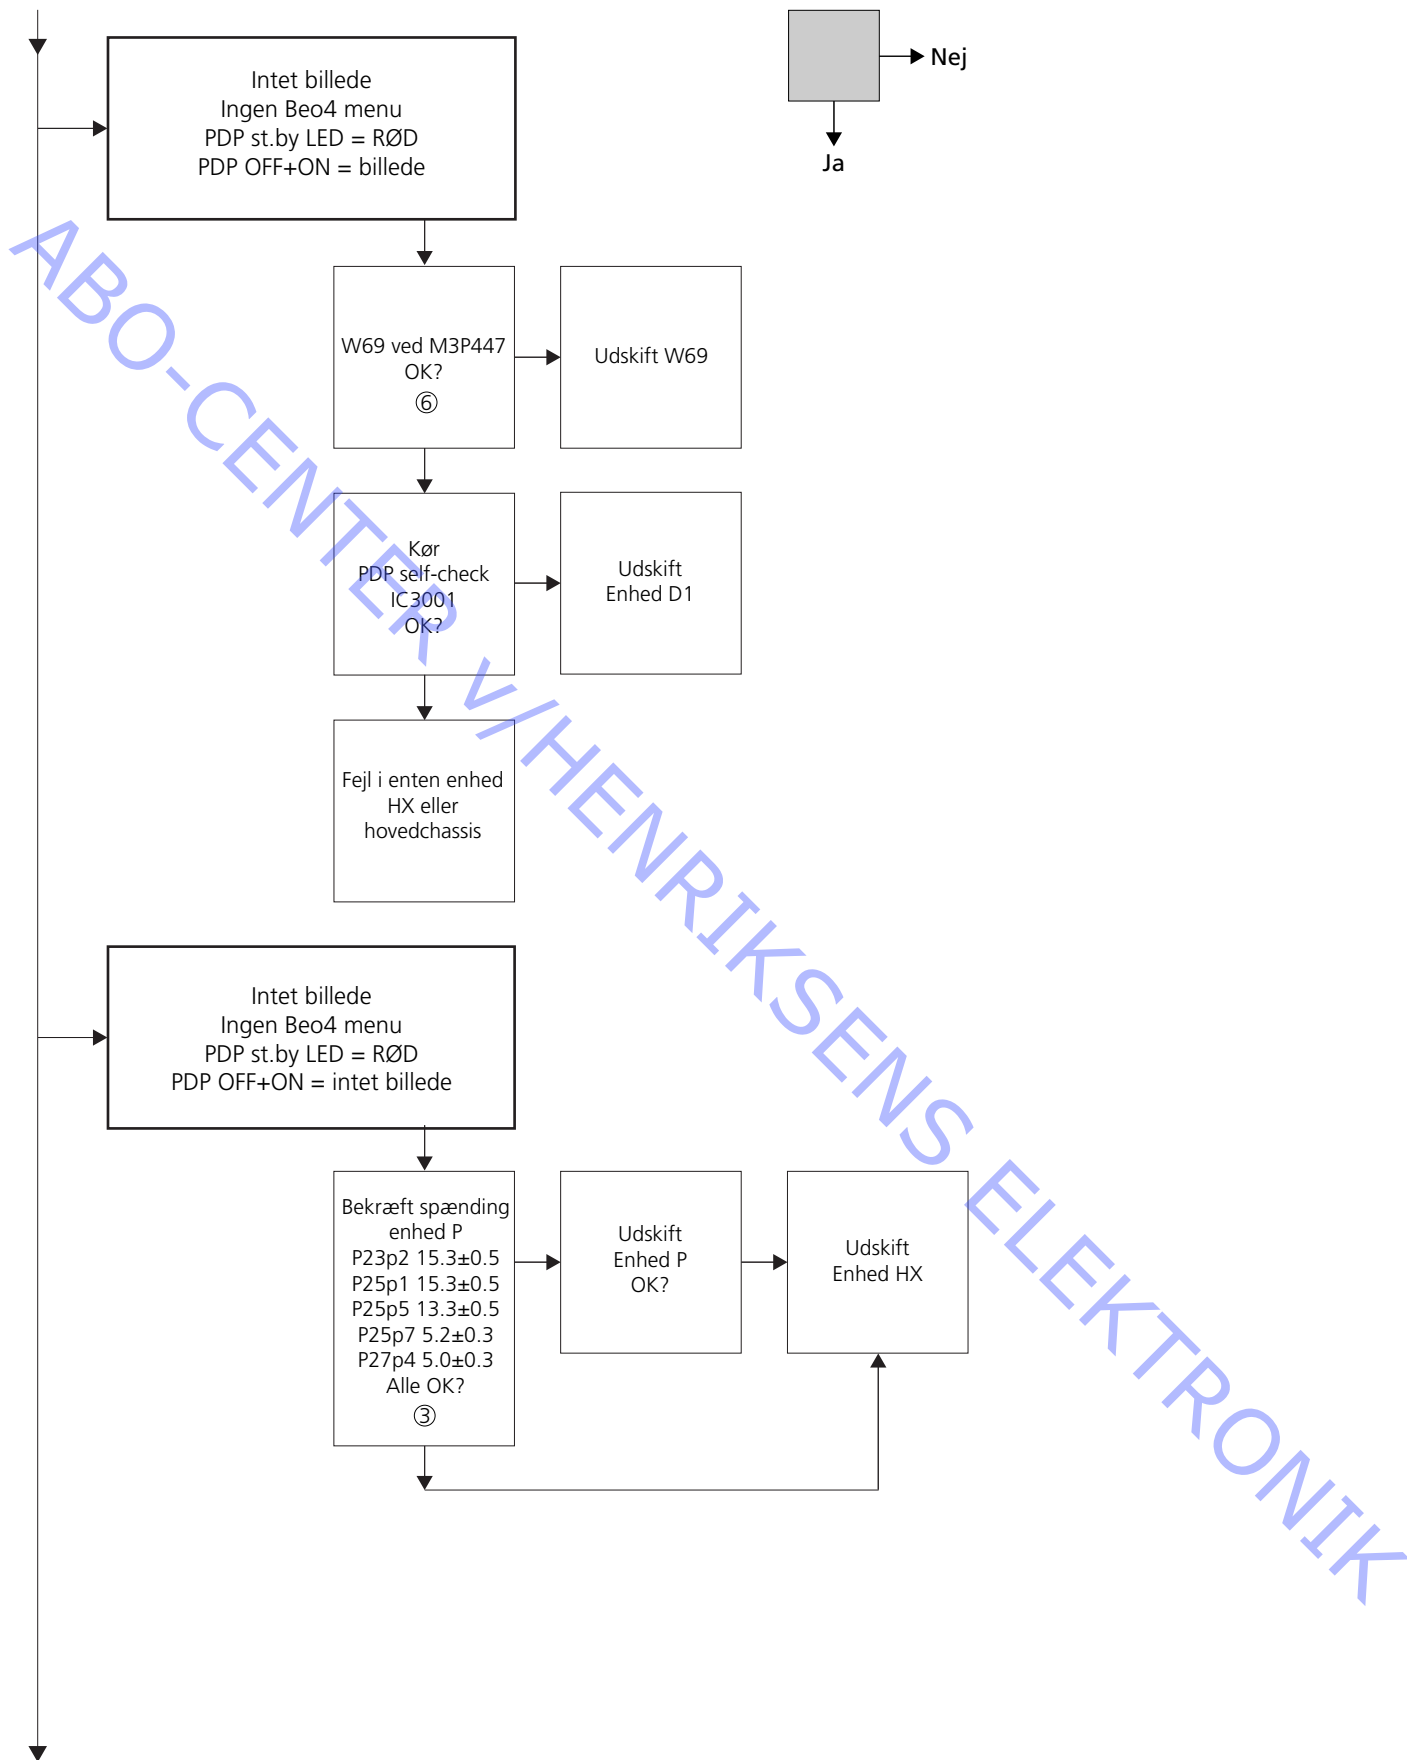 Intet billede
Ingen Beo4 menu
PDP st.by LED = RØD
PDP OFF+ON = billede
Nej
Ja
W69 ved M3P447
OK?
⑥
Udskift W69
Kør
PDP self-check
IC3001
OK?
Udskift
Enhed D1
Fejl i enten enhed
HX eller
hovedchassis
Intet billede
Ingen Beo4 menu
PDP st.by LED = RØD
PDP OFF+ON = intet billede
Bekræft spænding
enhed P
P23p2 15.3±0.5
P25p1 15.3±0.5
P25p5 13.3±0.5
P25p7 5.2±0.3
P27p4 5.0±0.3
Alle OK?
③
Udskift
Enhed P
OK?
Udskift
Enhed HX
ABO-CENTER v/HENRIKSENS ELEKTRONIK